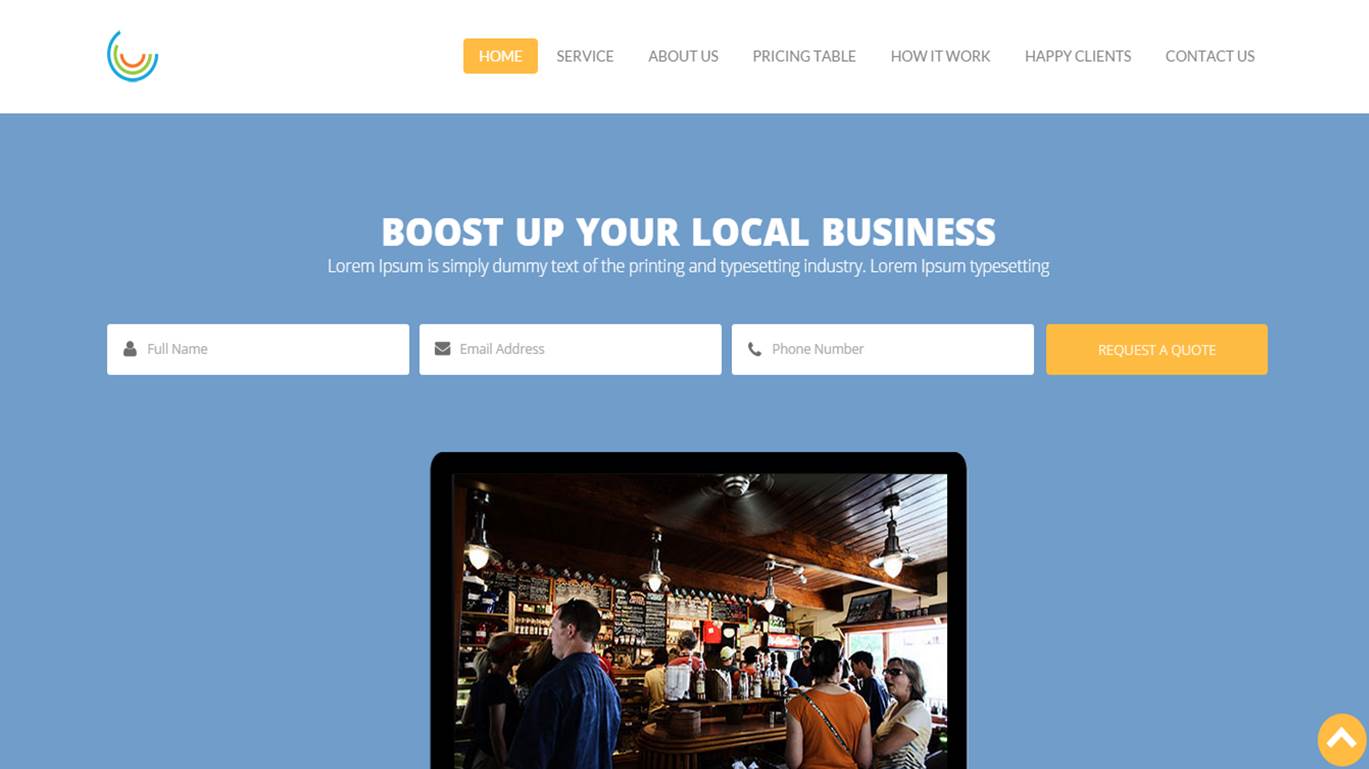 HOME SERVICE ABOUT US PRICING TABLE HOW IT WORK HAPPY CLIENTS CONTACT US
BOOST UP YOUR LOCAL BUSINESS
Lorem Ipsum is simply dummy text of the printing and typesetting industry. Lorem Ipsum typesetting
Full Name Email Address Phone Number REQUEST A QUOTE